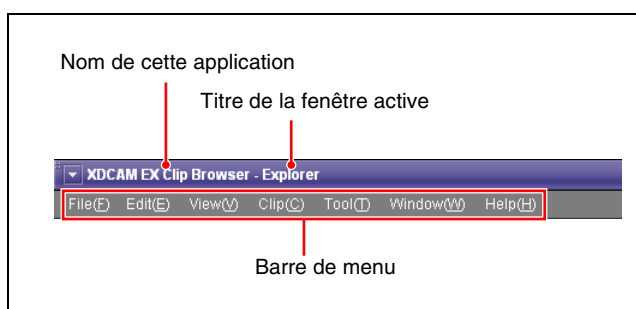 Nom de cette application
Titre de la fenêtre active
XDCAM EX Clip Browser - Explorer
File(F) Edit(E) View(V) Clip(C) Tool(T) Window(W) Help(H)
Barre de menu